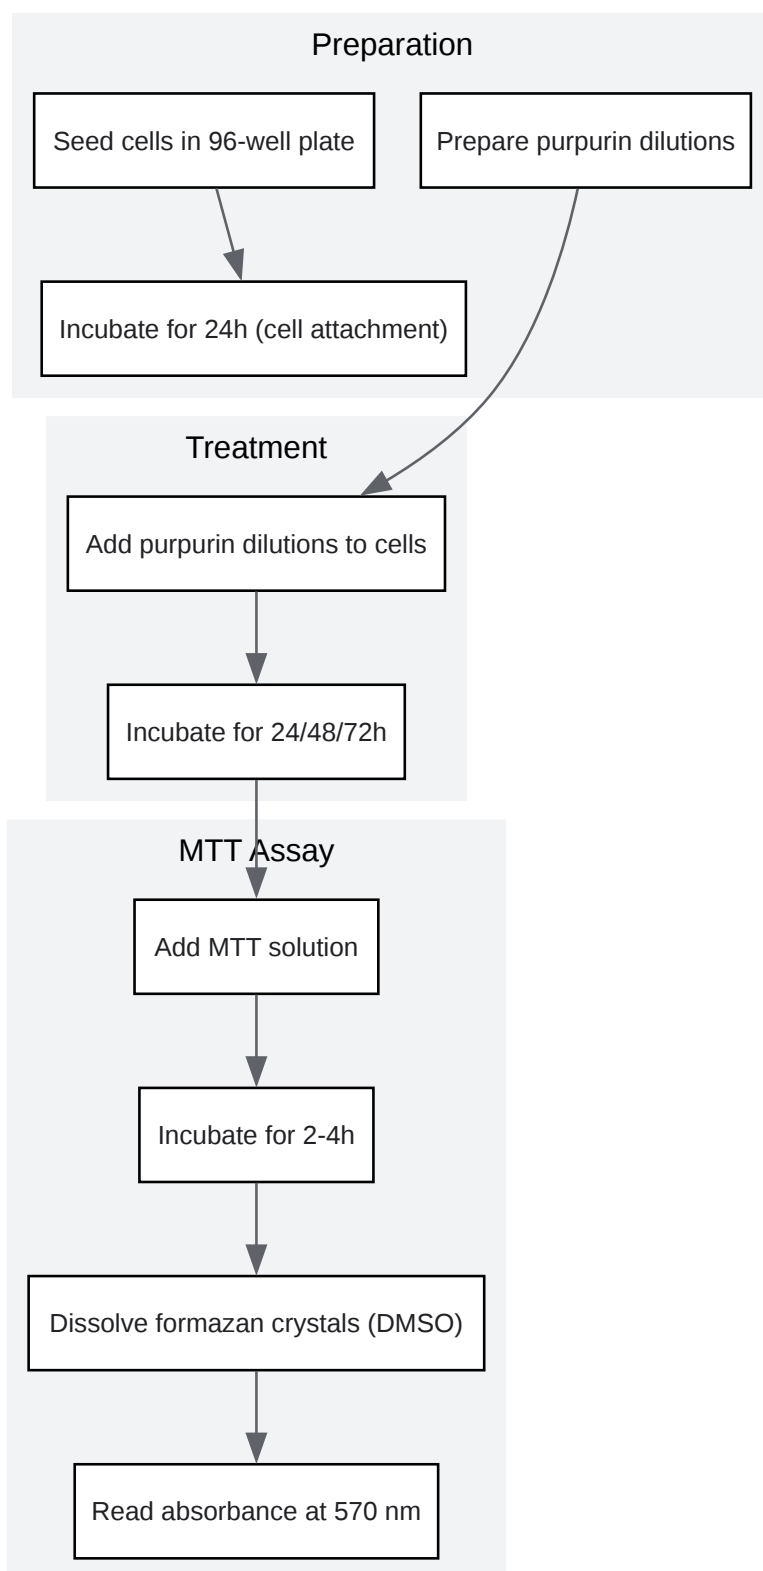 Preparation
Seed cells in 96-well plate
Prepare purpurin dilutions
Incubate for 24h (cell attachment)
Treatment
Add purpurin dilutions to cells
Incubate for 24/48/72h
MTT Assay
Add MTT solution
Incubate for 2-4h
Dissolve formazan crystals (DMSO)
Read absorbance at 570 nm